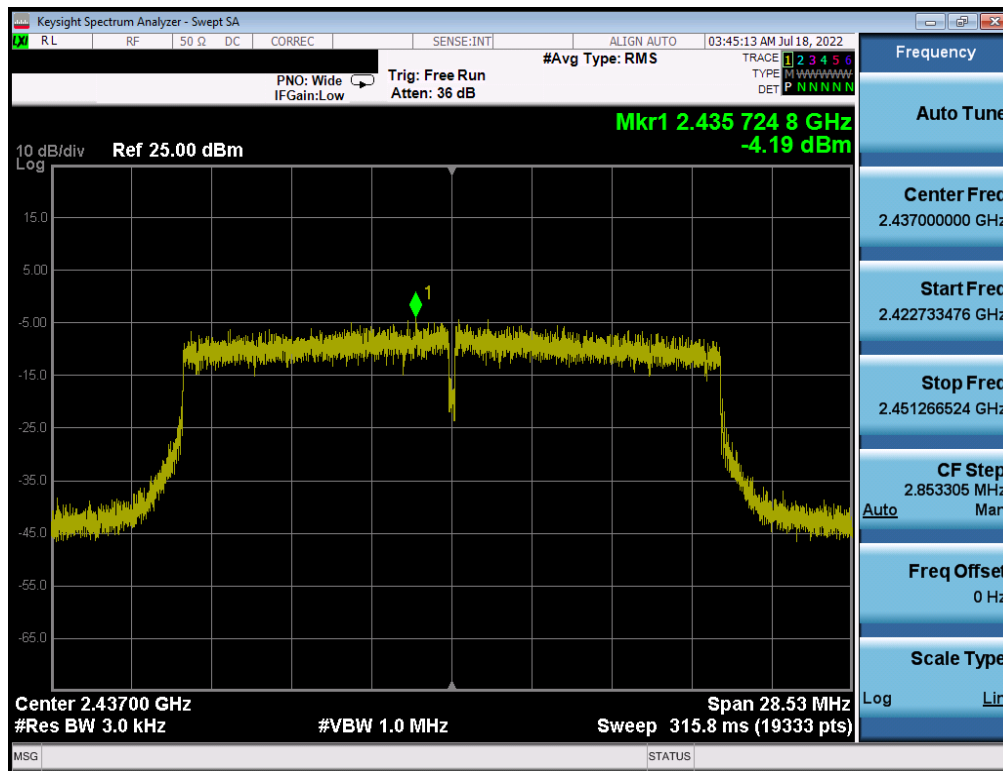 Keysight Spectrum Analyzer - Swept SA
LXI RL RF 50 Ω DC CORREC SENSE:INT ALIGN AUTO 03:45:13 AM Jul 18, 2022
PNO: Wide
IFGain:Low
Trig: Free Run
Atten: 36 dB
#Avg Type: RMS
TRACE 1 2 3 4 5 6
TYPE M W W W W W
DET P N N N N N
Mkr1 2.435 724 8 GHz
-4.19 dBm
10 dB/div Ref 25.00 dBm
Log
15.0
5.00
-5.00
-15.0
-25.0
-35.0
-45.0
-55.0
-65.0
1
Center 2.43700 GHz Span 28.53 MHz
#Res BW 3.0 kHz #VBW 1.0 MHz Sweep 315.8 ms (19333 pts)
MSG STATUS
Frequency
Auto Tune
Center Freq
2.437000000 GHz
Start Freq
2.422733476 GHz
Stop Freq
2.451266524 GHz
CF Step
2.853305 MHz
Auto Man
Freq Offset
0 Hz
Scale Type
Log Lin